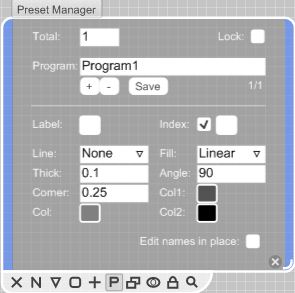 Preset Manager
Total: 1 Lock:
Program: Program1
+ - Save 1/1
Label: Index: ✓
Line: None ▽ Fill: Linear ▽
Thick: 0.1 Angle: 90
Corner: 0.25 Col1:
Col: Col2:
Edit names in place:
N P